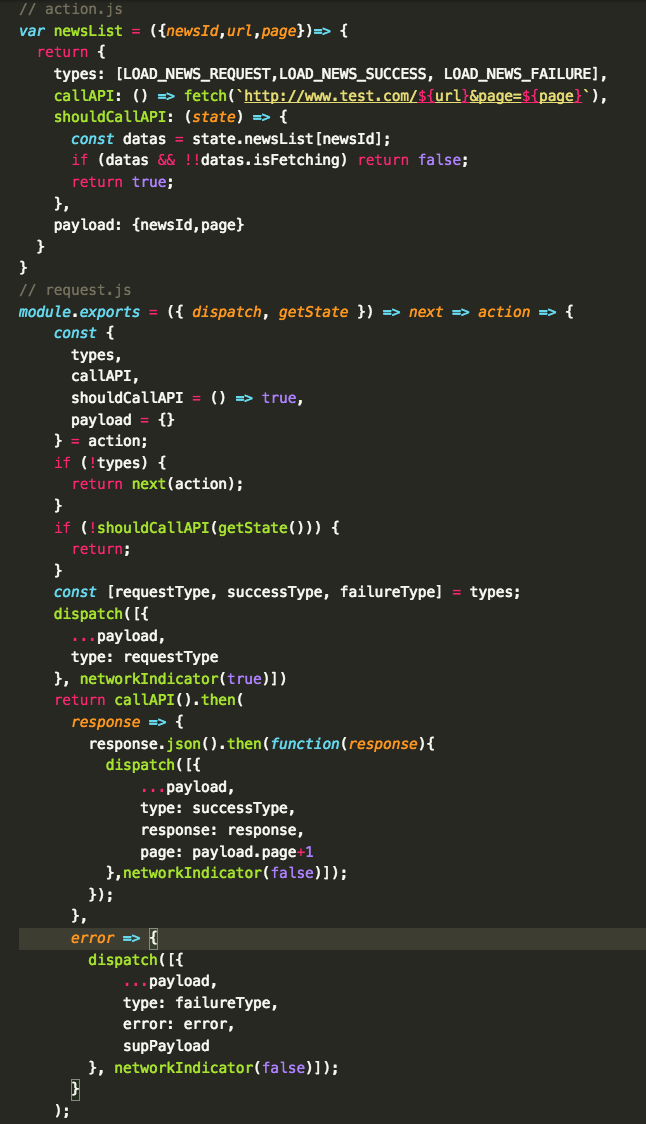 // action.js
var newsList = ({newsId,url,page})=> {
  return {
    types: [LOAD_NEWS_REQUEST,LOAD_NEWS_SUCCESS, LOAD_NEWS_FAILURE],
    callAPI: () => fetch(`http://www.test.com/${url}&page=${page}`),
    shouldCallAPI: (state) => {
      const datas = state.newsList[newsId];
      if (datas && !!datas.isFetching) return false;
      return true;
    },
    payload: {newsId,page}
  }
}
// request.js
module.exports = ({ dispatch, getState }) => next => action => {
    const {
      types,
      callAPI,
      shouldCallAPI = () => true,
      payload = {}
    } = action;
    if (!types) {
      return next(action);
    }
    if (!shouldCallAPI(getState())) {
      return;
    }
    const [requestType, successType, failureType] = types;
    dispatch([{
      ...payload,
      type: requestType
    }, networkIndicator(true)])
    return callAPI().then(
      response => {
        response.json().then(function(response){
          dispatch([{
              ...payload,
              type: successType,
              response: response,
              page: payload.page+1
          },networkIndicator(false)]);
        });
      },
      error => {
        dispatch([{
            ...payload,
            type: failureType,
            error: error,
            supPayload
        }, networkIndicator(false)]);
      }
    );